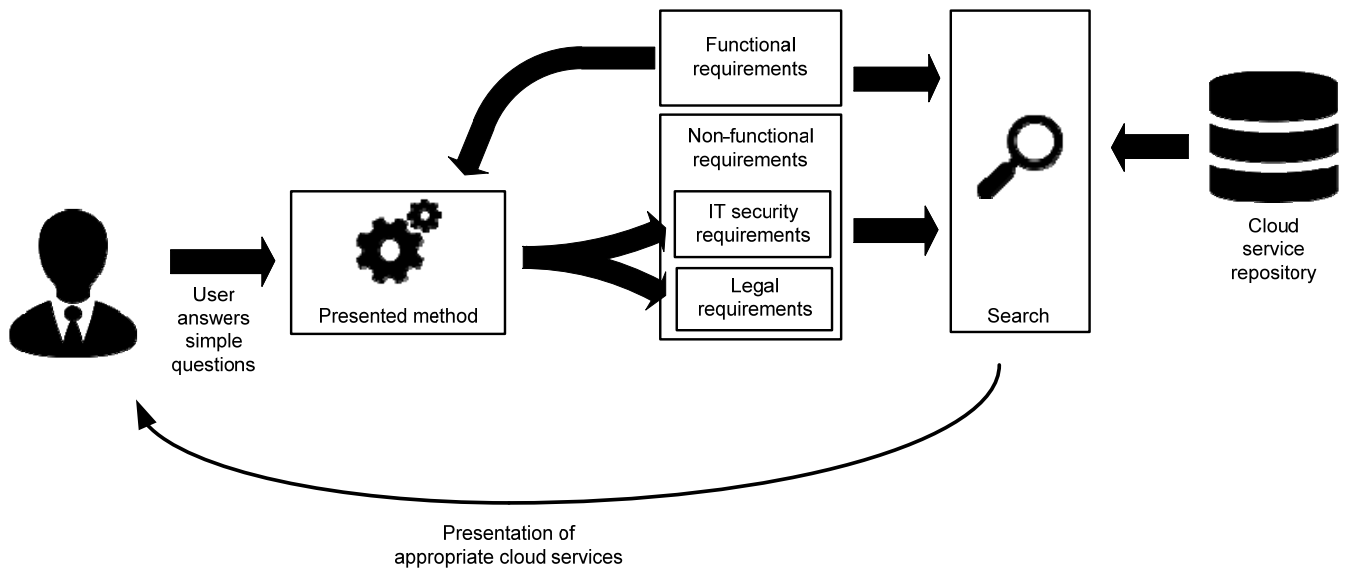 Functional
requirements
Non-functional
requirements
IT security
requirements
Legal
requirements
User
answers
simple
questions
Presented method
Search
Cloud
service
repository
Presentation of
appropriate cloud services